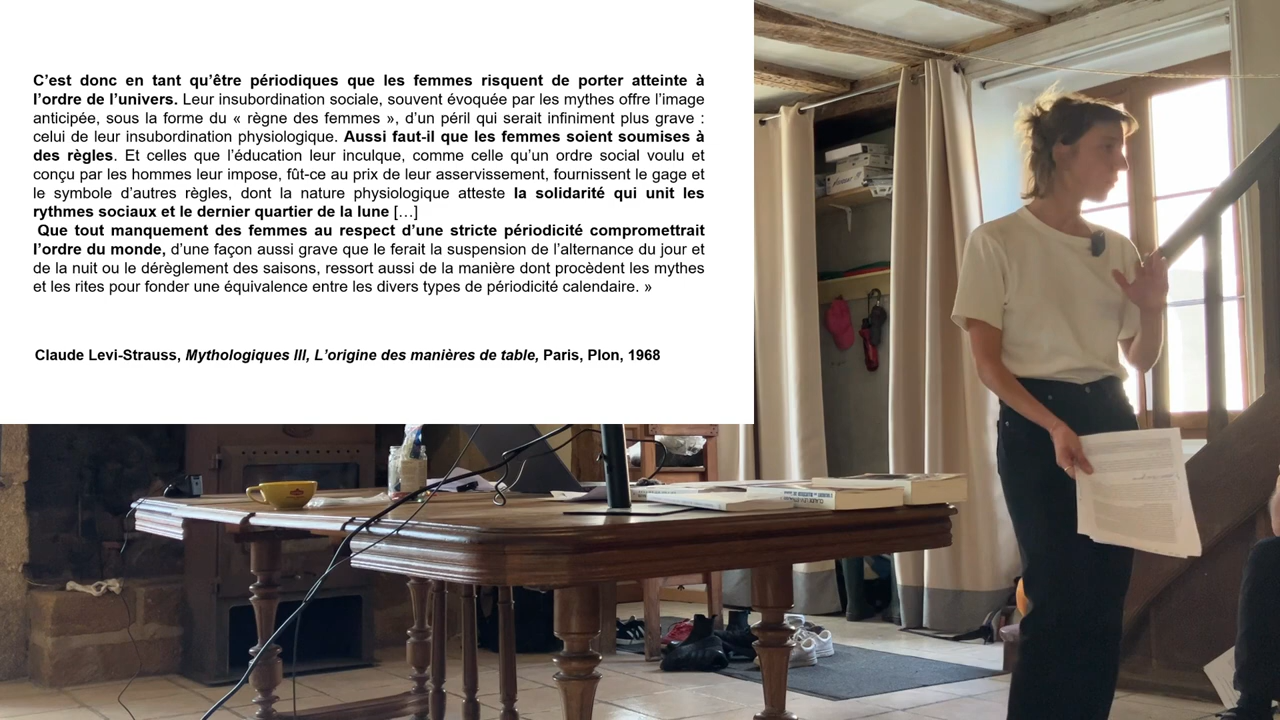 C’est donc en tant qu’être périodiques que les femmes risquent de porter atteinte à
l’ordre de l’univers. Leur insubordination sociale, souvent évoquée par les mythes offre l’image
anticipée, sous la forme du « règne des femmes », d’un péril qui serait infiniment plus grave :
celui de leur insubordination physiologique. Aussi faut-il que les femmes soient soumises à
des règles. Et celles que l’éducation leur inculque, comme celle qu’un ordre social voulu et
conçu par les hommes leur impose, fût-ce au prix de leur asservissement, fournissent le gage et
le symbole d’autres règles, dont la nature physiologique atteste la solidarité qui unit les
rythmes sociaux et le dernier quartier de la lune […]
Que tout manquement des femmes au respect d’une stricte périodicité compromettrait
l’ordre du monde, d’une façon aussi grave que le ferait la suspension de l’alternance du jour et
de la nuit ou le dérèglement des saisons, ressort aussi de la manière dont procèdent les mythes
et les rites pour fonder une équivalence entre les divers types de périodicité calendaire. »
Claude Levi-Strauss, Mythologiques III, L’origine des manières de table, Paris, Plon, 1968
CLAUDE LEVI-STRAUSS